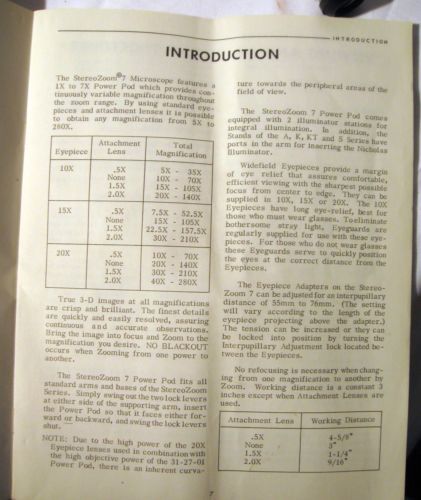 INTRODUCTION
INTRODUCTION
The StereoZoom®7 Microscope features a
1X to 7X Power Pod which provides con-
tinuously variable magnification throughout
the zoom range. By using standard eye-
pieces and attachment lenses it is possible
to obtain any magnification from 5X to
280X.
Eyepiece Attachment Lens Total Magnification
10X .5X 5X - 35X
None 10X - 70X
1.5X 15X - 105X
2.0X 20X - 140X
15X .5X 7.5X - 52.5X
None 15X - 105X
1.5X 22.5X - 157.5X
2.0X 30X - 210X
20X .5X 10X - 70X
None 20X - 140X
1.5X 30X - 210X
2.0X 40X - 280X
True 3-D images at all magnifications
are crisp and brilliant. The finest details
are quickly and easily resolved, assuring
continuous and accurate observations.
Bring the image into focus and Zoom to the
magnification you desire. NO BLACKOUT
occurs when Zooming from one power to
another.
The StereoZoom 7 Power Pod fits all
standard arms and bases of the StereoZoom
Series. Simply swing out the two lock levers
at either side of the supporting arm, insert
the Power Pod so that it faces either for-
ward or backward, and swing the lock levers
shut.
NOTE: Due to the high power of the 20X
Eyepiece lenses used in combination with
the high objective power of the 31-27-01
Power Pod, there is an inherent curva-
ture towards the peripheral areas of the
field of view.
The StereoZoom 7 Power Pod comes
equipped with 2 illuminator stations for
integral illumination. In addition, the
Stands of the A, K, KT and 5 Series have
ports in the arm for inserting the Nicholas
Illuminator.
Widefield Eyepieces provide a margin
of eye relief that assures comfortable,
efficient viewing with the sharpest possible
focus from center to edge. They can be
supplied in 10X, 15X or 20X. The 10X
Eyepieces have long eye-relief, best for
those who must wear glasses. To eliminate
bothersome stray light, Eyeguards are
regularly supplied for use with these eye-
pieces. For those who do not wear glasses
these Eyeguards serve to quickly position
the eyes at the correct distance from the
Eyepieces.
The Eyepiece Adapters on the Stereo-
Zoom 7 can be adjusted for an interpupillary
distance of 55mm to 76mm. (The setting
will vary according to the length of the
eyepiece projecting above the adapter.)
The tension can be increased or they can
be locked into position by turning the
Interpupillary Adjustment lock located be-
tween the Eyepieces.
No refocusing is necessary when chang-
ing from one magnification to another by
Zoom. Working distance is a constant 3
inches except when Attachment Lenses are
used.
Attachment Lens Working Distance
.5X 4-5/8"
None 3"
1.5X 1-1/4"
2.0X 9/16"
7